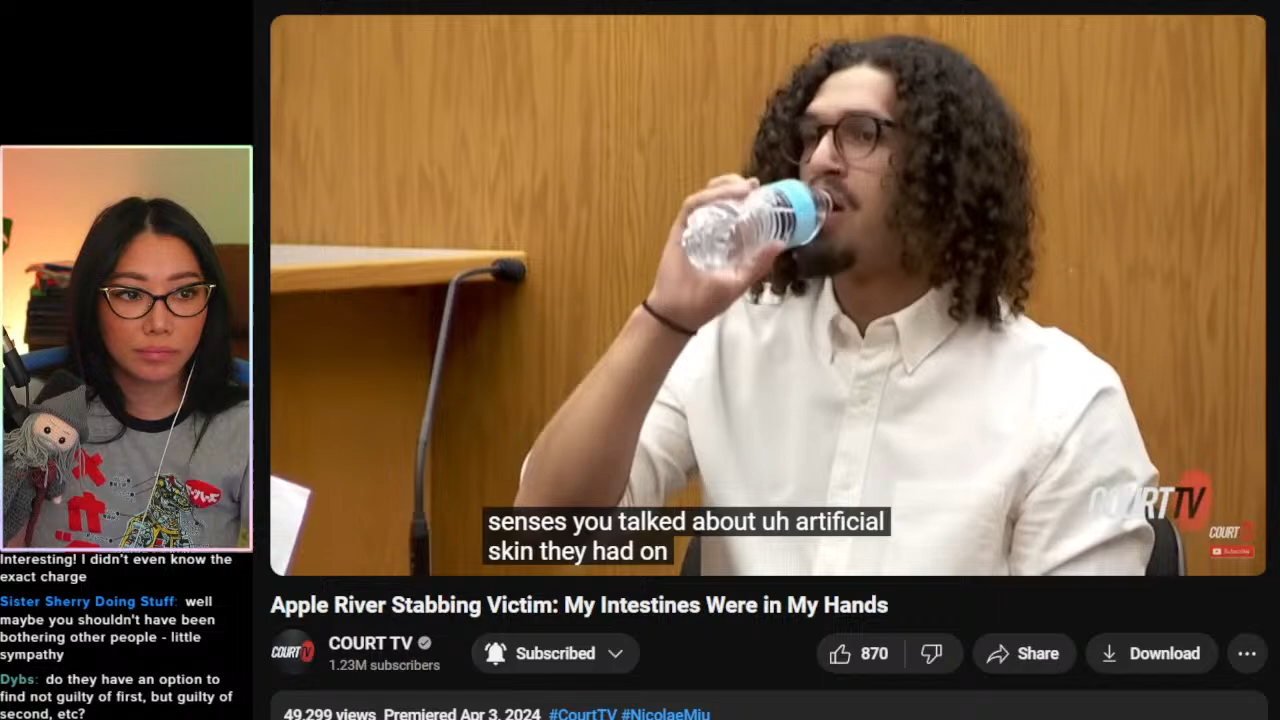 COURT TV
COURT
Subscribe
senses you talked about uh artificial
skin they had on
Apple River Stabbing Victim: My Intestines Were in My Hands
COURT
COURT TV
1.23M subscribers
Subscribed
870
Share
Download
49,299 views Premiered Apr 3, 2024 #CourtTV #NicolaeMiu
Interesting! I didn't even know the
exact charge
Sister Sherry Doing Stuff: well
maybe you shouldn't have been
bothering other people - little
sympathy
Dybs: do they have an option to
find not guilty of first, but guilty of
second, etc?